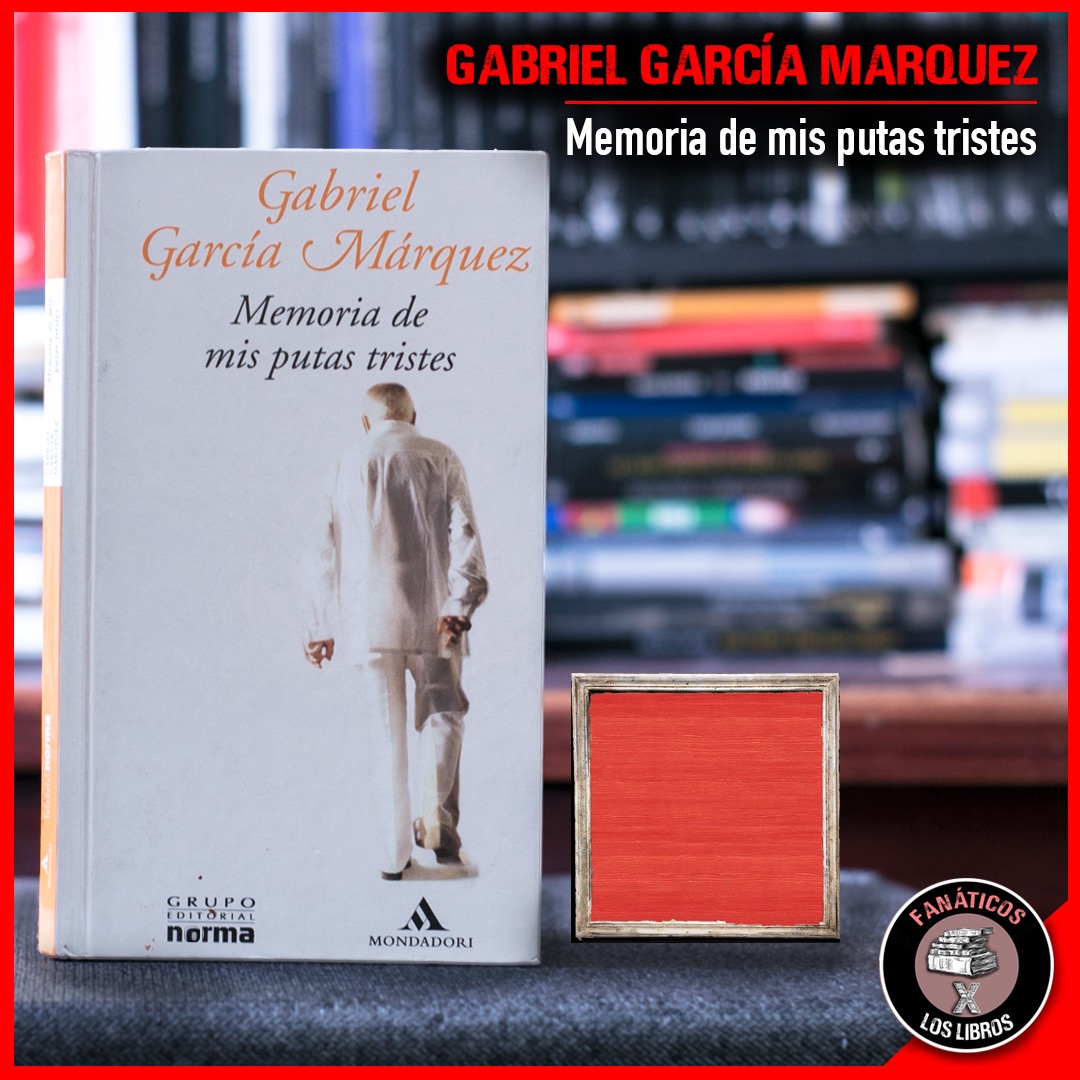 GABRIEL GARCÍA MARQUEZ
Memoria de mis putas tristes
Gabriel
García Márquez
Memoria de
mis putas tristes
GRUPO
EDITORIAL
norma
MONDADORI
norma
FANÁTICOS
X
LOS LIBROS